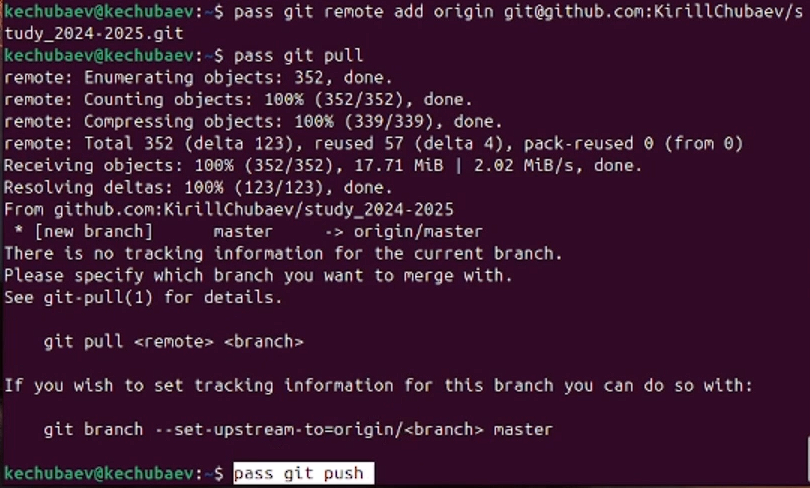 kechubaev@kechubaev:~$ pass git remote add origin git@github.com:KirillChubaev/s
tudy_2024-2025.git
kechubaev@kechubaev:~$ pass git pull
remote: Enumerating objects: 352, done.
remote: Counting objects: 100% (352/352), done.
remote: Compressing objects: 100% (339/339), done.
remote: Total 352 (delta 123), reused 57 (delta 4), pack-reused 0 (from 0)
Receiving objects: 100% (352/352), 17.71 MiB | 2.02 MiB/s, done.
Resolving deltas: 100% (123/123), done.
From github.com:KirillChubaev/study_2024-2025
 * [new branch]      master     -> origin/master
There is no tracking information for the current branch.
Please specify which branch you want to merge with.
See git-pull(1) for details.

    git pull <remote> <branch>

If you wish to set tracking information for this branch you can do so with:

    git branch --set-upstream-to=origin/<branch> master

kechubaev@kechubaev:~$ pass git push